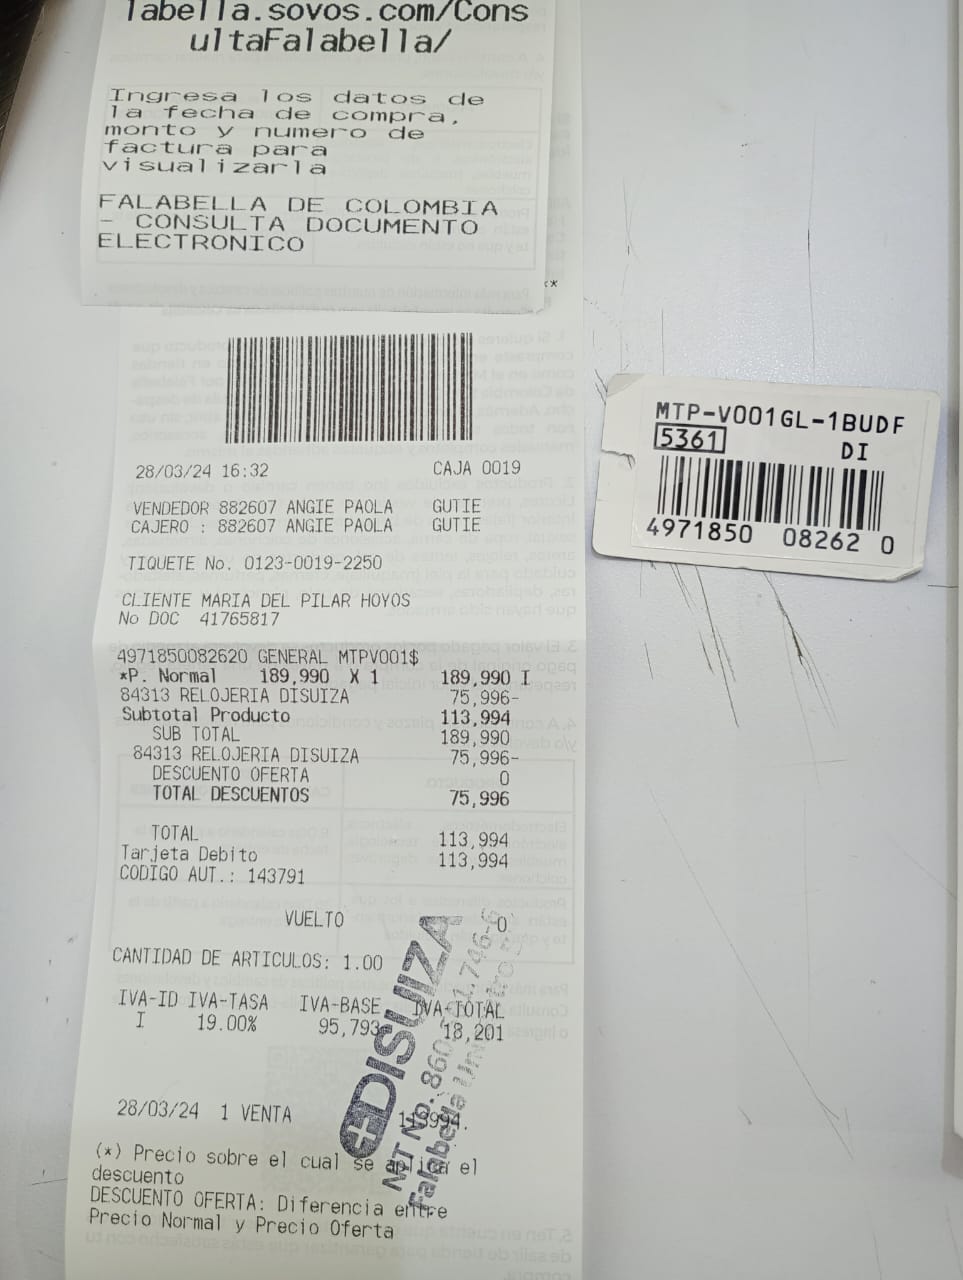 labella.sovos.com/Cons
ultaFalabella/
Ingresa los datos de
la fecha de compra,
monto y numero de
factura para
visualizarla
FALABELLA DE COLOMBIA
- CONSULTA DOCUMENTO
ELECTRONICO
**
28/03/24 16:32 CAJA 0019
VENDEDOR 882607 ANGIE PAOLA GUTIE
CAJERO : 882607 ANGIE PAOLA GUTIE
TIQUETE No. 0123-0019-2250
CLIENTE MARIA DEL PILAR HOYOS
No DOC 41765817
4971850082620 GENERAL MTPV001$
*P. Normal 189,990 X 1 189,990 I
84313 RELOJERIA DISUIZA 75,996-
Subtotal Producto 113,994
SUB TOTAL 189,990
84313 RELOJERIA DISUIZA 75,996-
DESCUENTO OFERTA 0
TOTAL DESCUENTOS 75,996
TOTAL 113,994
Tarjeta Debito 113,994
CODIGO AUT.: 143791
VUELTO 0
CANTIDAD DE ARTICULOS: 1.00
IVA-ID IVA-TASA IVA-BASE IVA-TOTAL
I 19.00% 95,793 18,201
28/03/24 1 VENTA 113994.
(*) Precio sobre el cual se aplica el
descuento
DESCUENTO OFERTA: Diferencia entre
Precio Normal y Precio Oferta
DISUIZA
NIT No.
Falabella
MTP-V001GL-1BUDF
5361 DI
4971850 08262 0